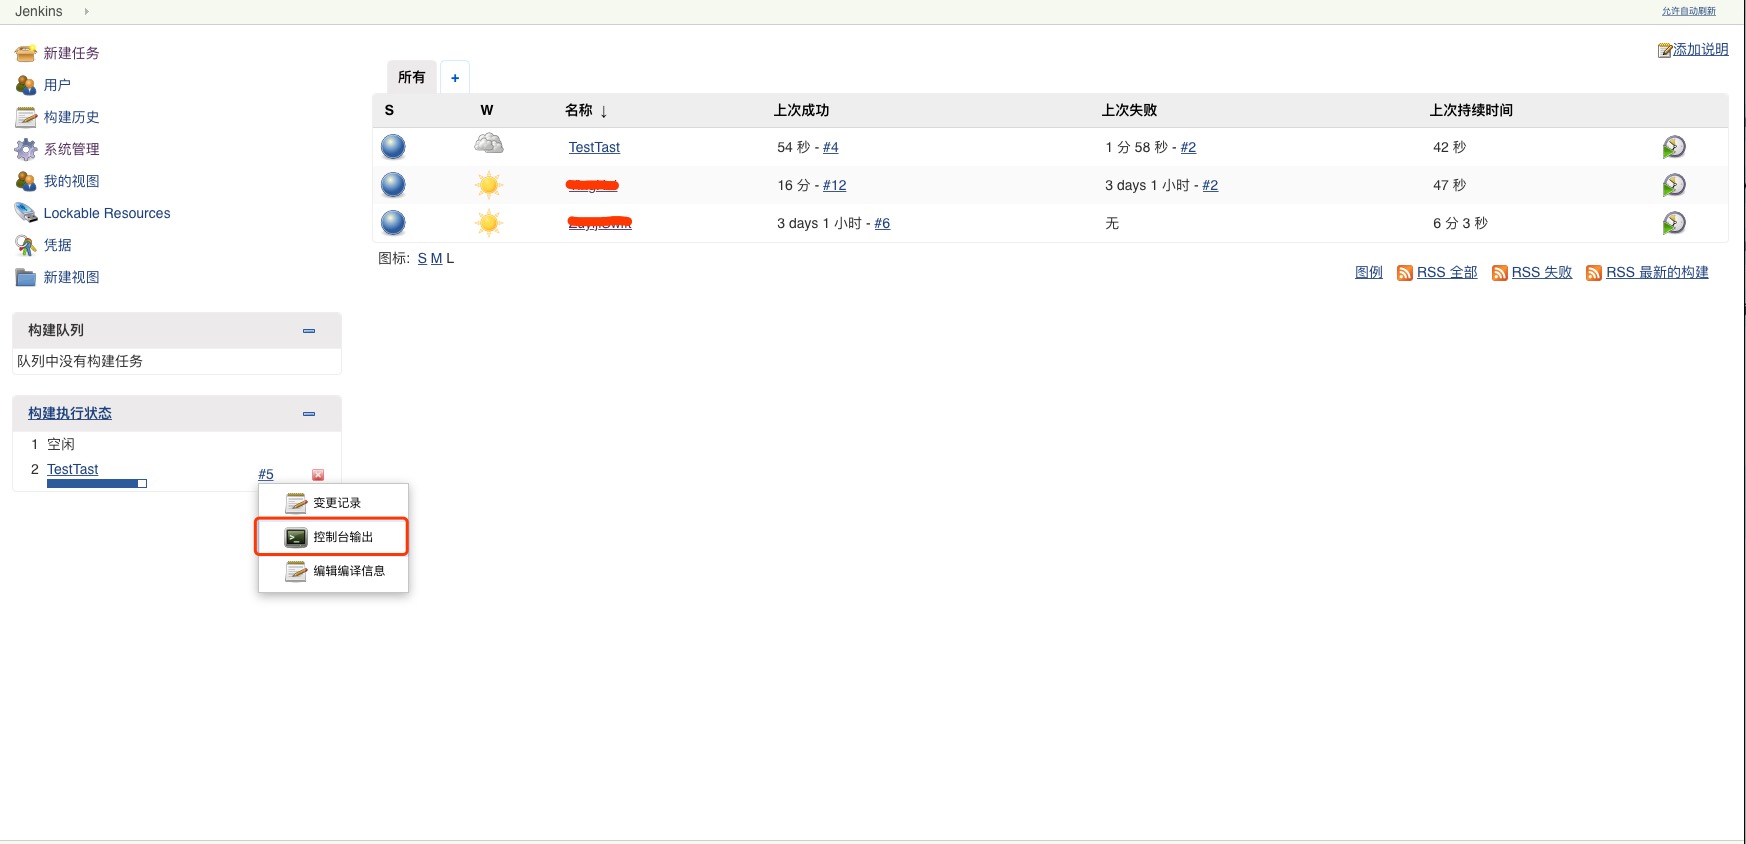 Jenkins
允许自动刷新
新建任务
用户
构建历史
系统管理
我的视图
Lockable Resources
凭据
新建视图
添加说明
所有 +
S W 名称 ↓ 上次成功 上次失败 上次持续时间
TestTast 54 秒 - #4 1 分 58 秒 - #2 42 秒
16 分 - #12 3 days 1 小时 - #2 47 秒
3 days 1 小时 - #6 无 6 分 3 秒
图标: S M L
图例 RSS 全部 RSS 失败 RSS 最新的构建
构建队列
队列中没有构建任务
构建执行状态
1 空闲
2 TestTast #5
变更记录
控制台输出
编辑编译信息